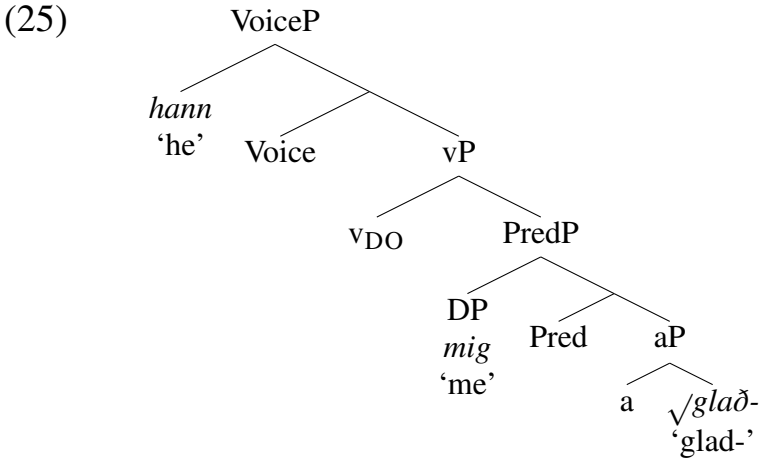 (25)
VoiceP
hann
‘he’
Voice
vP
vDO
PredP
DP
mig
‘me’
Pred
aP
a
√glað-
‘glad-’